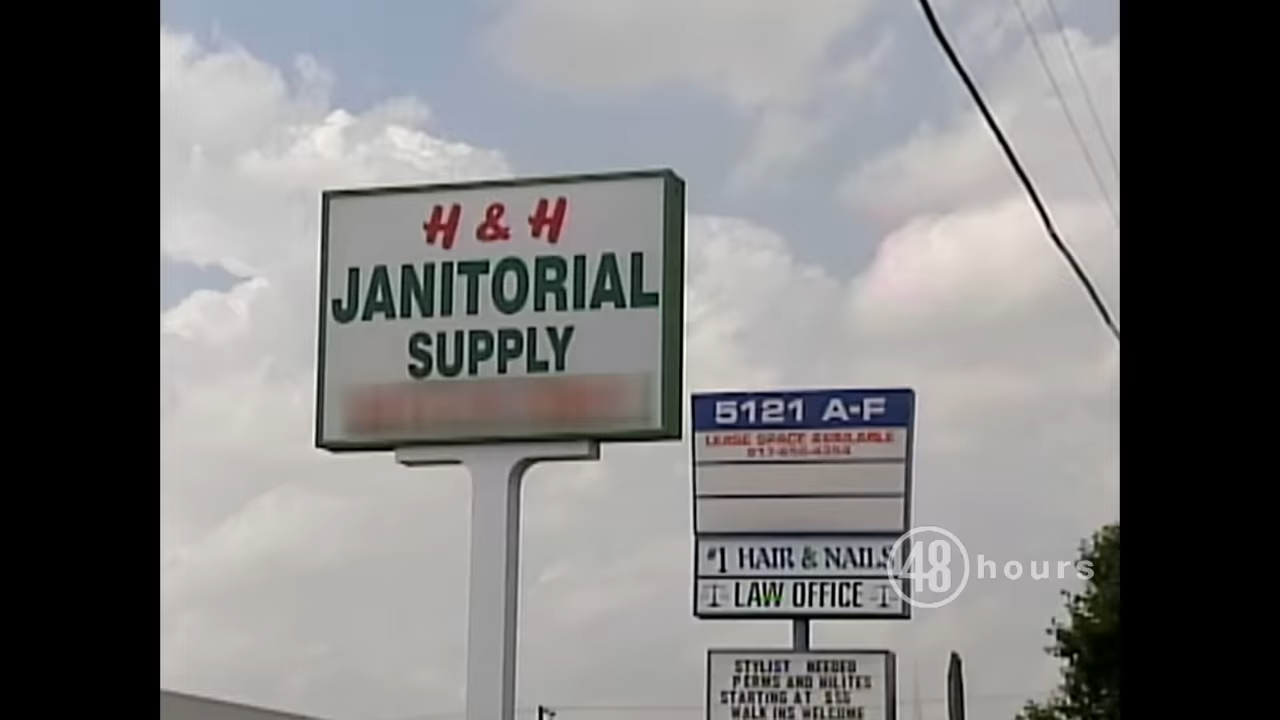 H & H
JANITORIAL
SUPPLY
5121 A-F
LEASE SPACE AVAILABLE
#1 HAIR & NAILS
LAW OFFICE
48 hours
STYLIST NEEDED
PERMS AND HILITES
STARTING AT
WALK INS WELCOME